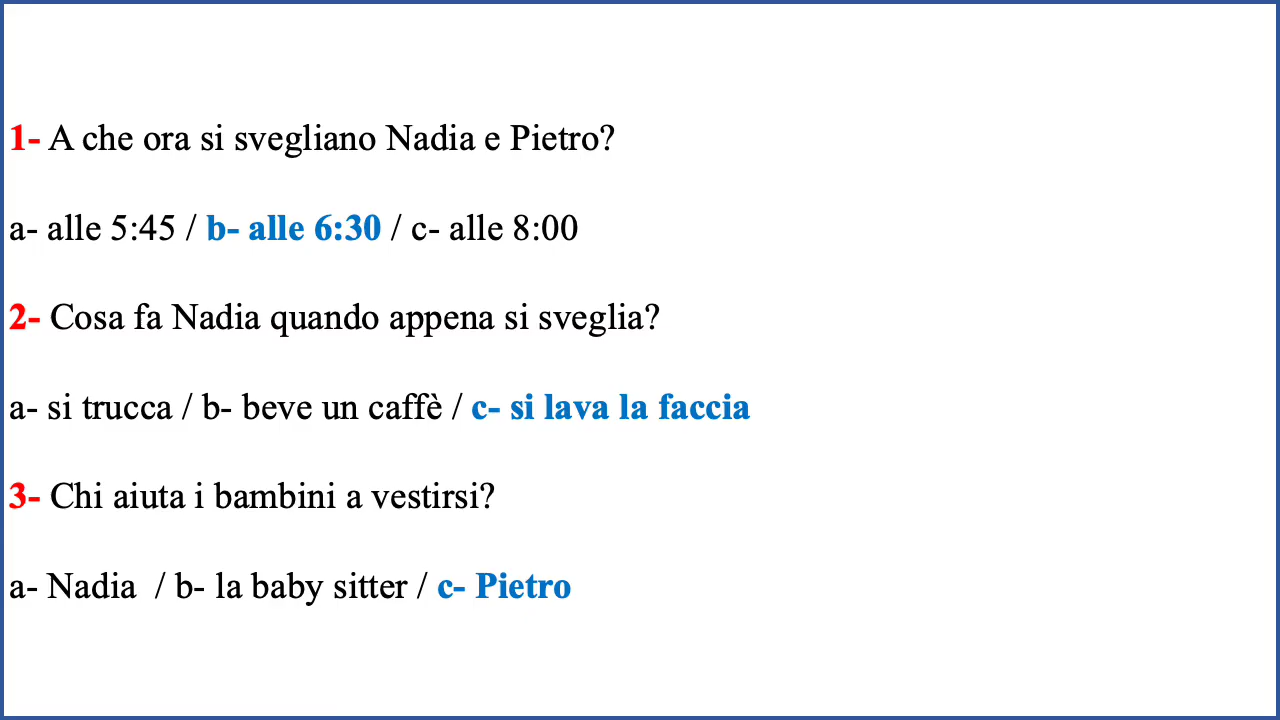 1- A che ora si svegliano Nadia e Pietro?
a- alle 5:45 / b- alle 6:30 / c- alle 8:00
2- Cosa fa Nadia quando appena si sveglia?
a- si trucca / b- beve un caffè / c- si lava la faccia
3- Chi aiuta i bambini a vestirsi?
a- Nadia  / b- la baby sitter / c- Pietro